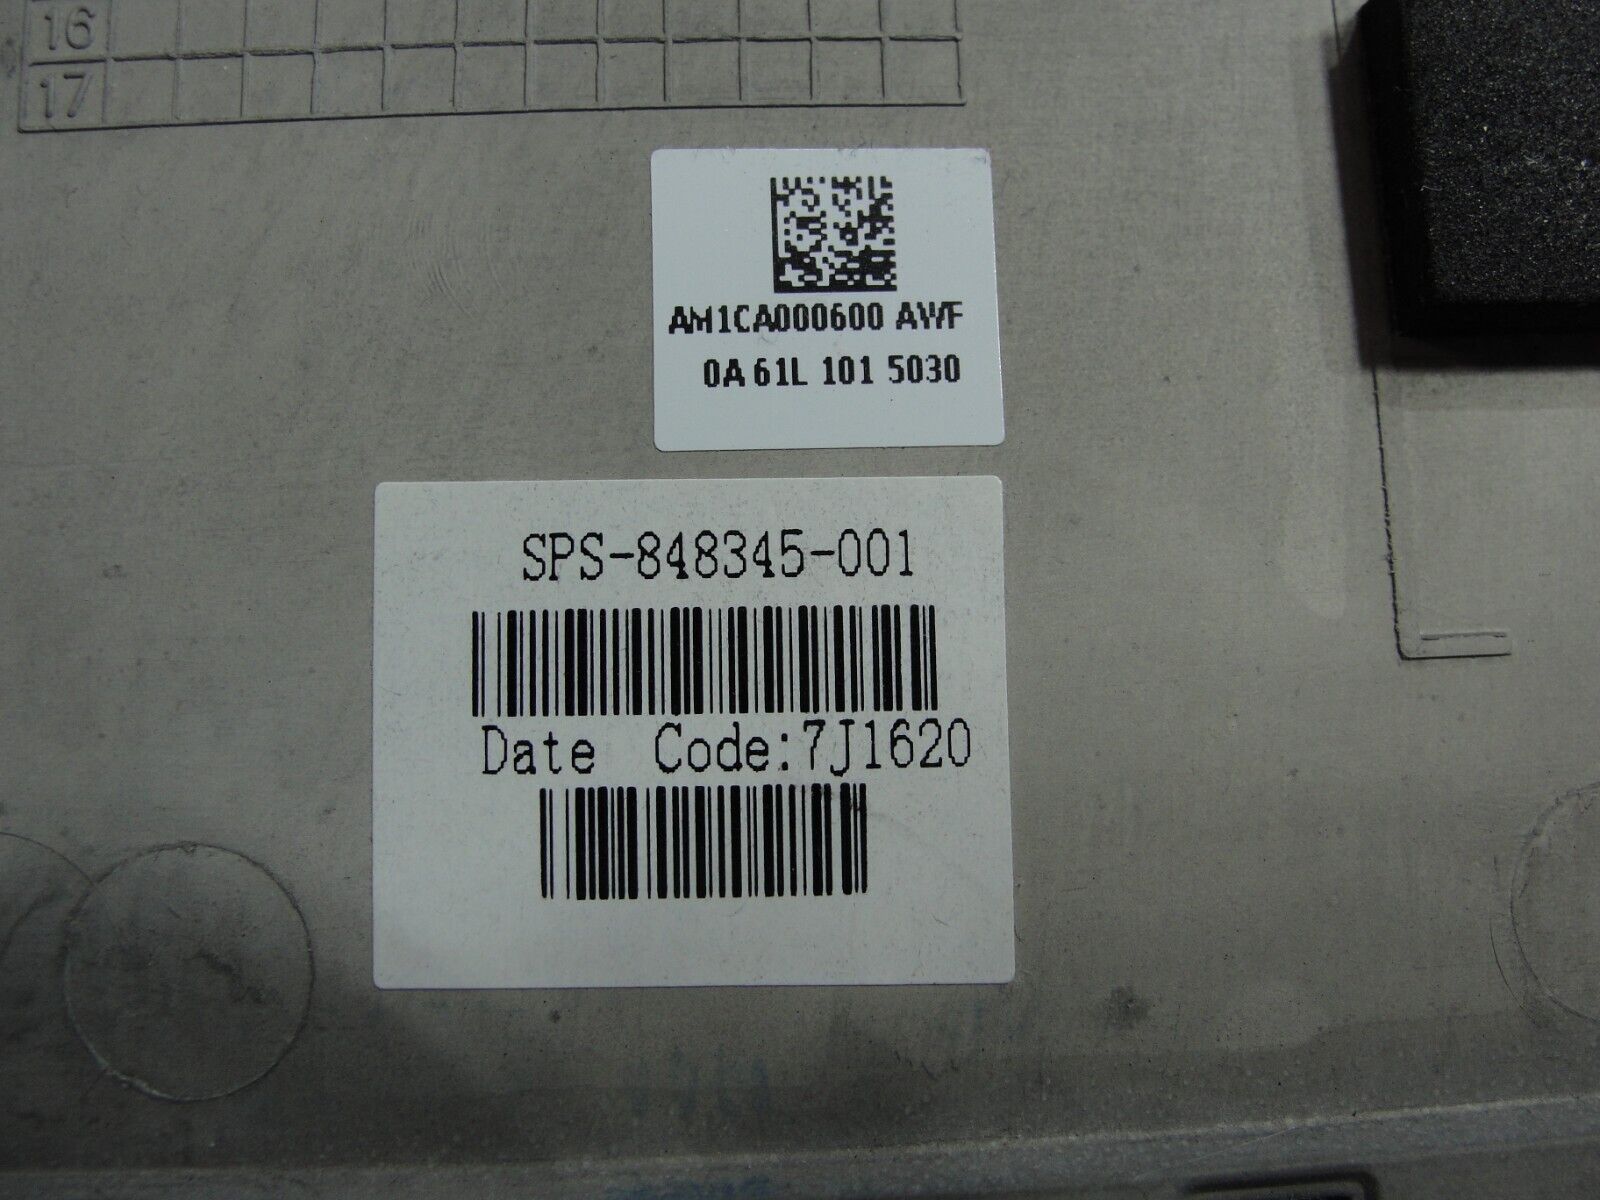 16
17
AM1CA000600 AWF
0A 61L 101 5030
SPS-848345-001
Date Code:7J1620